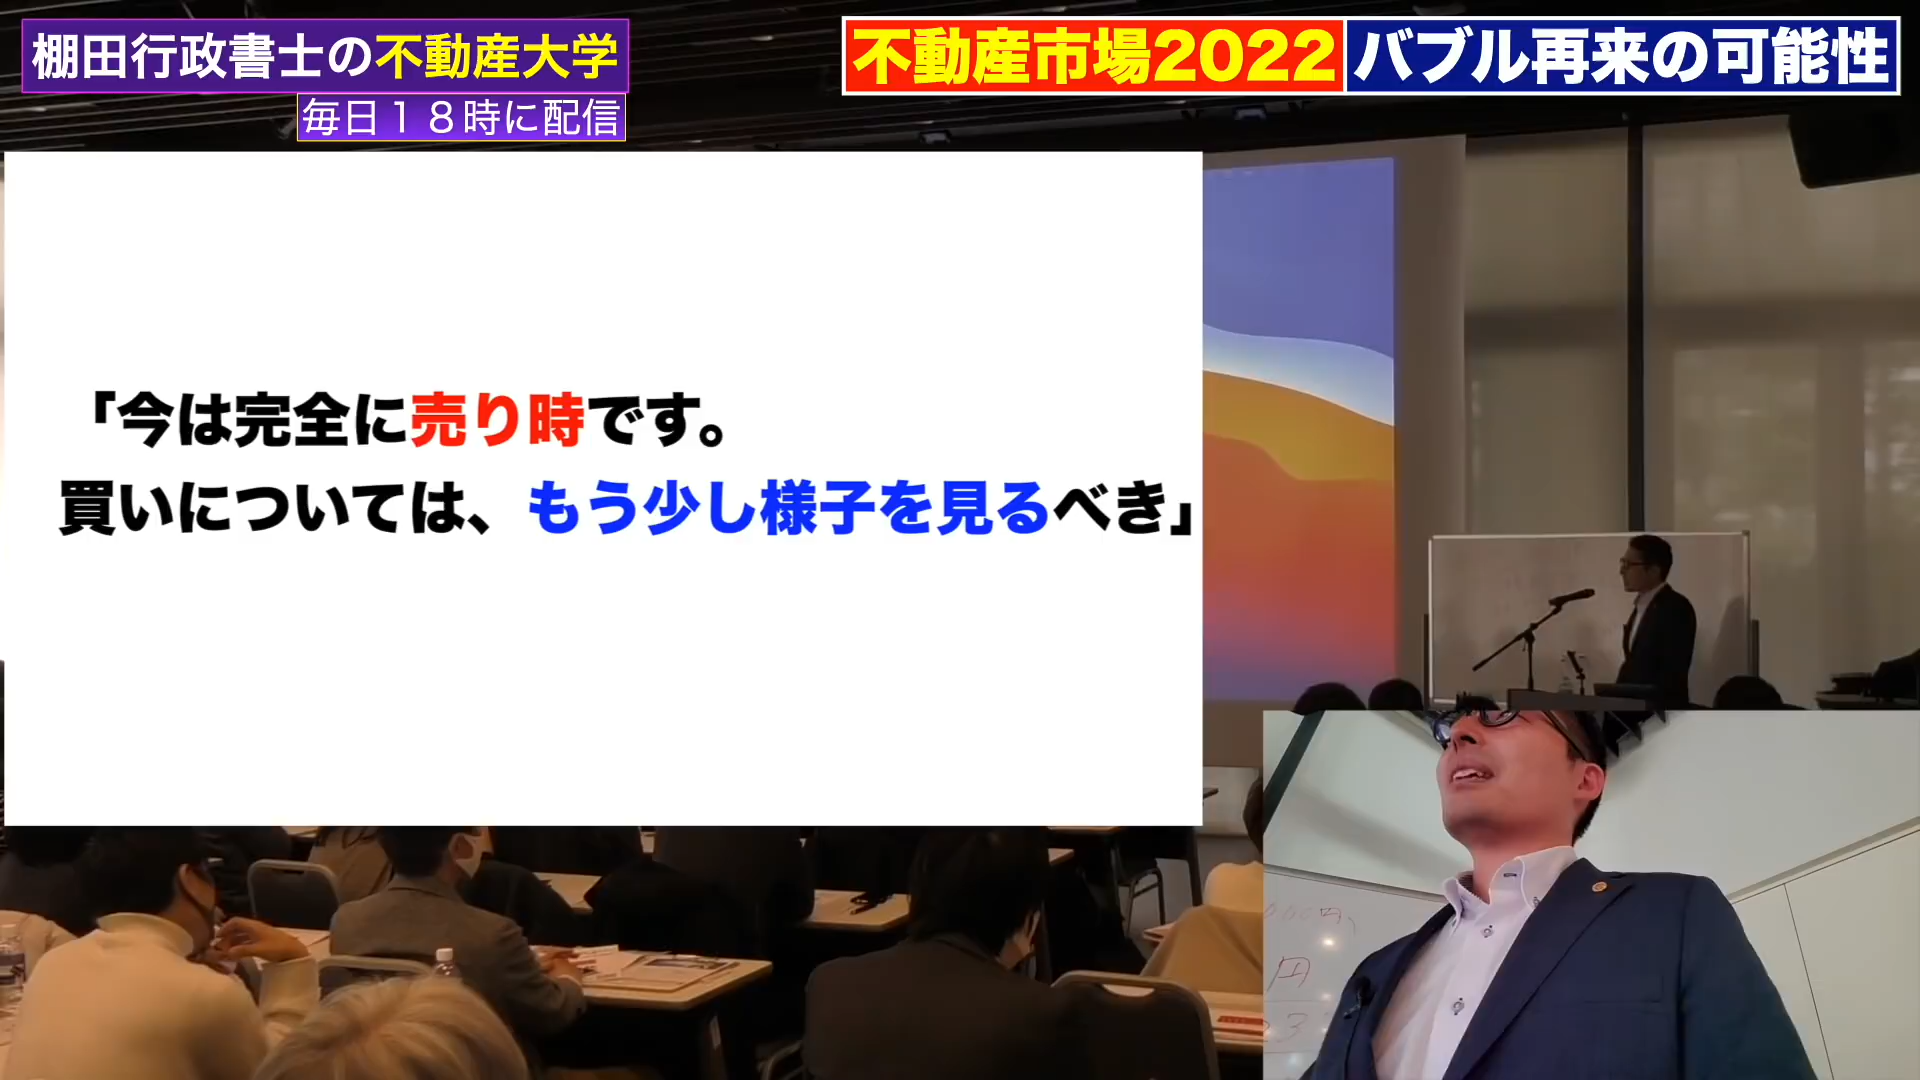 棚田行政書士の不動産大学
毎日１８時に配信
不動産市場2022 バブル再来の可能性
「今は完全に売り時です。
買いについては、もう少し様子を見るべき」